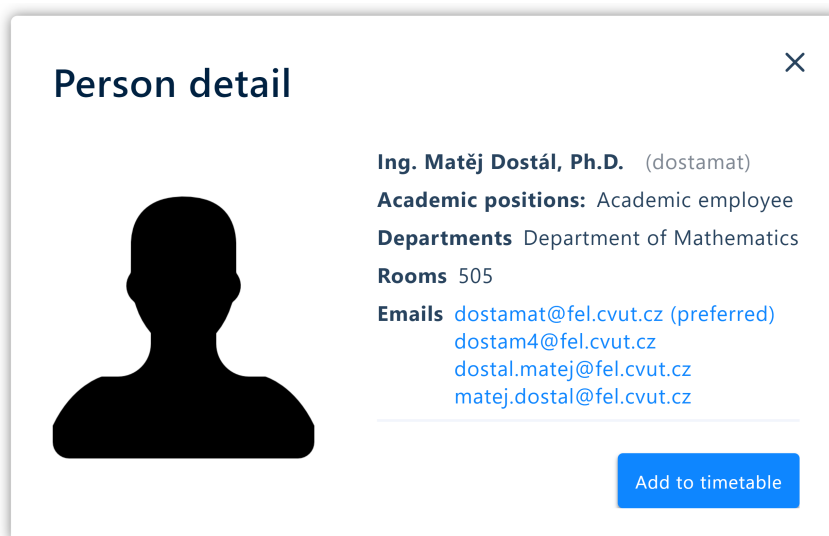 Person detail
Ing. Matěj Dostál, Ph.D. (dostamat)
Academic positions: Academic employee
Departments Department of Mathematics
Rooms 505
Emails dostamat@fel.cvut.cz (preferred)
dostam4@fel.cvut.cz
dostal.matej@fel.cvut.cz
matej.dostal@fel.cvut.cz
Add to timetable